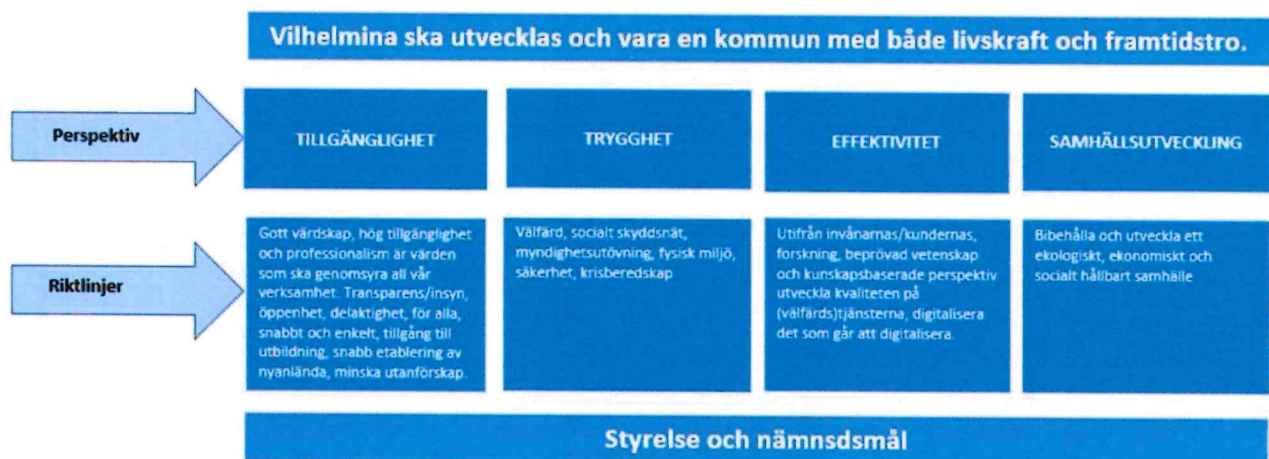 Vilhelmina ska utvecklas och vara en kommun med både livskraft och framtidstro.
Perspektiv
TILLGÄNGLIGHET
TRYGGHET
EFFEKTIVITET
SAMHÄLLSUTVECKLING
Riktlinjer
Gott värdskap, hög tillgänglighet
och professionalism är värden
som ska genomsyra all vår
verksamhet. Transparens/insyn,
öppenhet, delaktighet, för alla,
snabbt och enkelt, tillgång till
utbildning, snabb etablering av
nyanlända, minska utanförskap.
Välfärd, socialt skyddsnät,
myndighetsutövning, fysisk miljö,
säkerhet, krisberedskap
Utifrån invånarnas/kundernas,
forskning, beprövad vetenskap
och kunskapsbaserade perspektiv
utveckla kvaliteten på
(välfärds)tjänsterna, digitalisera
det som går att digitalisera.
Bibehålla och utveckla ett
ekologiskt, ekonomiskt och
socialt hållbart samhälle
Styrelse och nämnsdsmål